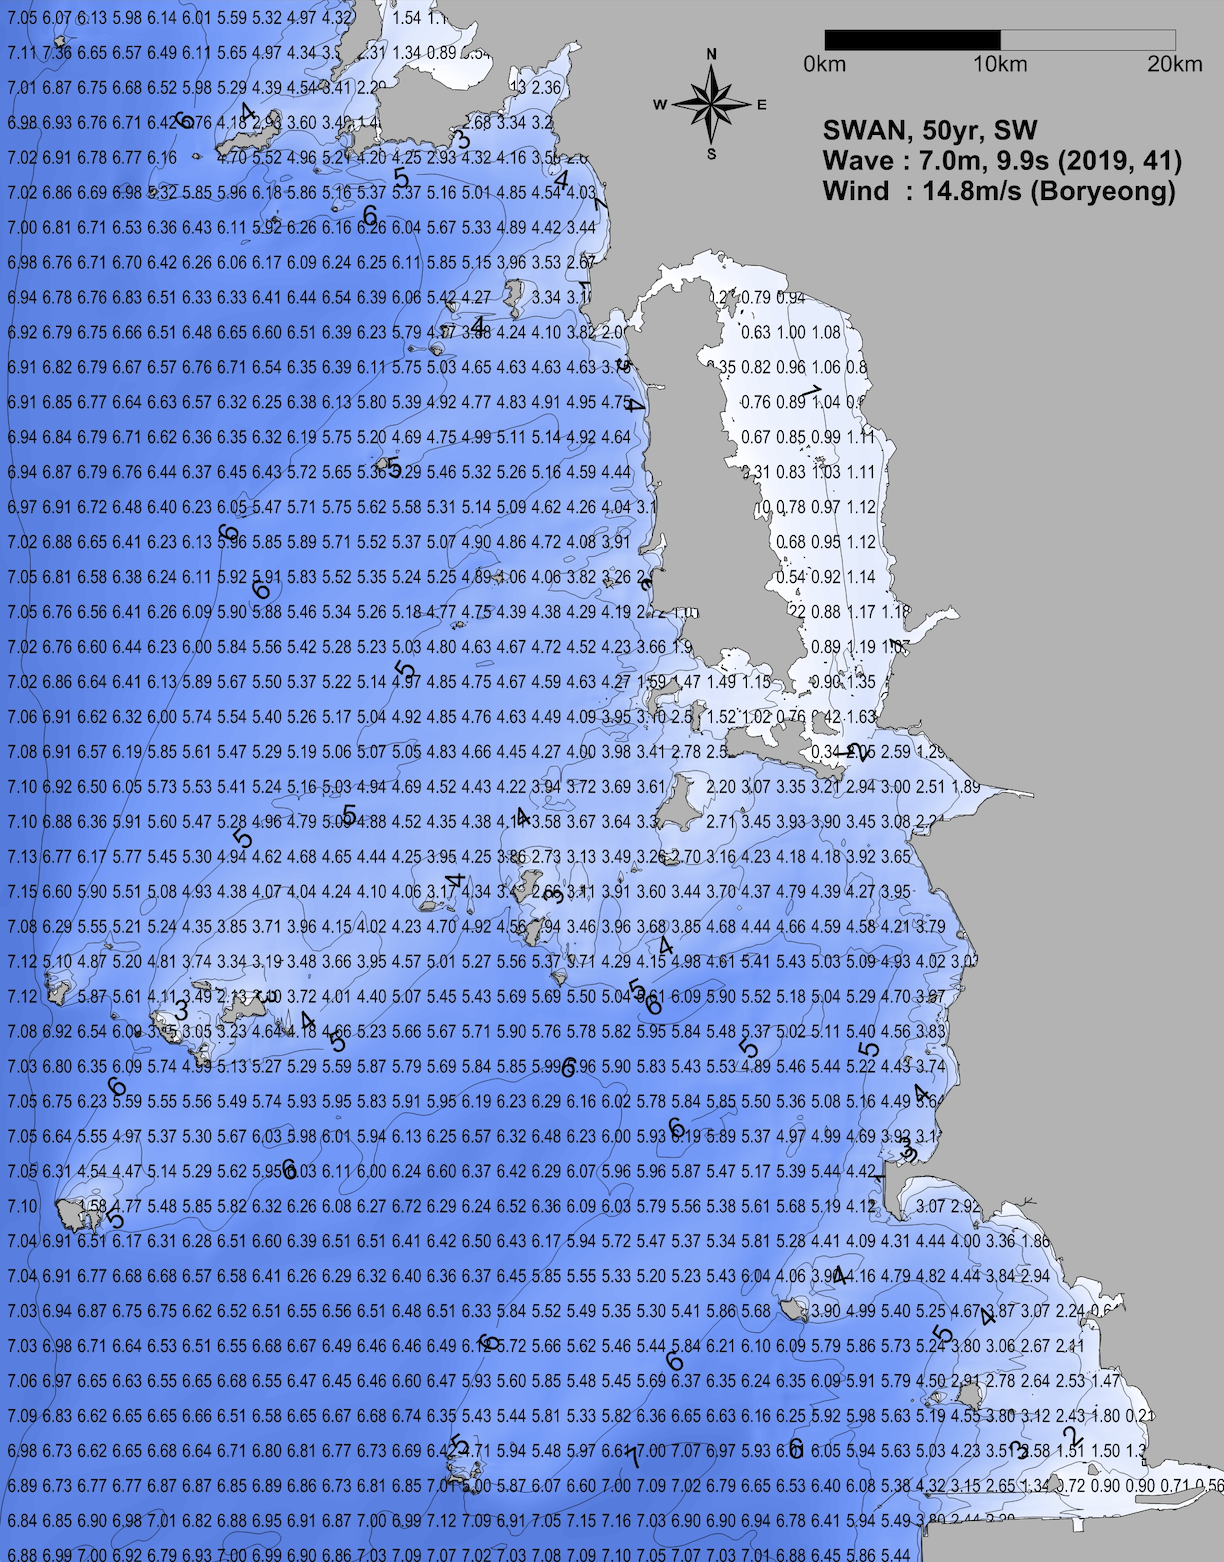 7.05 6.07 6.13 5.98 6.14 6.01 5.59 5.32 4.97 4.32 1.54
7.11 7.36 6.65 6.57 6.49 6.11 5.65 4.97 4.34 2.31 1.34 0.89
0km 10km 20km
N
W E
S
7.01 6.87 6.75 6.68 6.52 5.98 5.29 4.39 4.54 3.41 2.36
6.98 6.93 6.76 6.71 4.18 3.60 2.68 3.34
6 4 3
SWAN, 50yr, SW
Wave : 7.0m, 9.9s (2019, 41)
Wind : 14.8m/s (Boryeong)
7.02 6.91 6.78 6.77 6.16 4.70 5.52 4.96 5.21 4.20 4.25 2.93 4.32 4.16
5 4
7.02 6.86 6.69 6.98 5.32 5.85 5.96 6.18 5.86 5.16 5.37 5.37 5.16 5.01 4.85 4.54 4.03
6
7.00 6.81 6.71 6.53 6.36 6.43 6.11 5.92 6.26 6.16 6.26 6.04 5.67 5.33 4.89 4.42 3.44
6.98 6.76 6.71 6.70 6.42 6.26 6.06 6.17 6.09 6.24 6.25 6.11 5.85 5.15 3.96 3.53 2.67
6.94 6.78 6.76 6.83 6.51 6.33 6.33 6.41 6.44 6.54 6.39 6.06 5.42 4.27 3.34 0.79 0.94
6.92 6.79 6.75 6.66 6.51 6.48 6.65 6.60 6.51 6.39 6.23 5.79 4.24 4.10 3.82 0.63 1.00 1.08
4
6.91 6.82 6.79 6.67 6.57 6.76 6.71 6.54 6.35 6.39 6.11 5.75 5.03 4.65 4.63 4.63 4.63 0.82 0.96 1.06
6.91 6.85 6.77 6.64 6.63 6.57 6.32 6.25 6.38 6.13 5.80 5.39 4.92 4.77 4.83 4.91 4.95 4.75 0.76 0.89 1.04
4 1
6.94 6.84 6.79 6.71 6.62 6.36 6.35 6.32 6.19 5.75 5.20 4.69 4.75 4.99 5.11 5.14 4.92 4.64 0.67 0.85 0.99 1.11
6.94 6.87 6.79 6.76 6.44 6.37 6.45 6.43 5.72 5.65 5.36 5.29 5.46 5.32 5.26 5.16 4.59 4.44 0.83 1.03 1.11
5
6.97 6.91 6.72 6.48 6.40 6.23 6.05 5.47 5.71 5.75 5.62 5.58 5.31 5.14 5.09 4.62 4.26 4.04 0.78 0.97 1.12
6
7.02 6.88 6.65 6.41 6.23 6.13 5.96 5.85 5.89 5.71 5.52 5.37 5.07 4.90 4.86 4.72 4.08 3.91 0.68 0.95 1.12
7.05 6.81 6.58 6.38 6.24 6.11 5.92 5.91 5.83 5.52 5.35 5.24 5.25 4.89 4.06 4.06 3.82 3.26 0.54 0.92 1.14
6
7.05 6.76 6.56 6.41 6.26 6.09 5.90 5.88 5.46 5.34 5.26 5.18 4.77 4.75 4.39 4.38 4.29 4.19 2.72 0.88 1.17 1.18
7.02 6.76 6.60 6.44 6.23 6.00 5.84 5.56 5.42 5.28 5.23 5.03 4.80 4.63 4.67 4.72 4.52 4.23 3.66 0.89 1.19 1.07
5
7.02 6.86 6.64 6.41 6.13 5.89 5.67 5.50 5.37 5.22 5.14 4.97 4.85 4.75 4.67 4.59 4.63 4.27 1.59 1.47 1.49 1.15 0.90 1.35
7.06 6.91 6.62 6.32 6.00 5.74 5.54 5.40 5.26 5.17 5.04 4.92 4.85 4.76 4.63 4.49 4.09 3.95 3.10 1.52 1.02 0.76 0.42 1.63
7.08 6.91 6.57 6.19 5.85 5.61 5.47 5.29 5.19 5.06 5.07 5.05 4.83 4.66 4.45 4.27 4.00 3.98 3.41 2.78 0.34 2.05 2.59 1.29
2
7.10 6.92 6.50 6.05 5.73 5.53 5.41 5.24 5.16 5.03 4.94 4.69 4.52 4.43 4.22 3.94 3.72 3.69 3.61 2.20 3.07 3.35 3.21 2.94 3.00 2.51 1.89
7.10 6.88 6.36 5.91 5.60 5.47 5.28 4.96 4.79 5.09 4.88 4.52 4.35 4.38 3.58 3.67 3.64 2.71 3.45 3.93 3.90 3.45 3.08
5 5 4
7.13 6.77 6.17 5.77 5.45 5.30 4.94 4.62 4.68 4.65 4.44 4.25 3.95 4.25 3.86 2.73 3.13 3.49 3.26 2.70 3.16 4.23 4.18 4.18 3.92 3.65
7.15 6.60 5.90 5.51 5.08 4.93 4.38 4.07 4.04 4.24 4.10 4.06 3.17 4.34 3.11 3.91 3.60 3.44 3.70 4.37 4.79 4.39 4.27 3.95
4 3
7.08 6.29 5.55 5.21 5.24 4.35 3.85 3.71 3.96 4.15 4.02 4.23 4.70 4.92 4.56 3.46 3.96 3.68 3.85 4.68 4.44 4.66 4.59 4.58 4.21 3.79
4
7.12 5.10 4.87 5.20 4.81 3.74 3.34 3.19 3.48 3.66 3.95 4.57 5.01 5.27 5.56 5.37 3.71 4.29 4.15 4.98 4.61 5.41 5.43 5.03 5.09 4.93 4.02
7.12 5.87 5.61 4.11 3.49 3.72 4.01 4.40 5.07 5.45 5.43 5.69 5.69 5.50 5.04 6.09 5.90 5.52 5.18 5.04 5.29 4.70
3 3 4 5 6
7.08 6.92 6.54 6.09 3.05 3.23 4.64 4.18 4.66 5.23 5.66 5.67 5.71 5.90 5.76 5.78 5.82 5.95 5.84 5.48 5.37 5.02 5.11 5.40 4.56 3.83
5 5 5
7.03 6.80 6.35 6.09 5.74 5.13 5.27 5.29 5.59 5.87 5.79 5.69 5.84 5.85 5.99 5.96 5.90 5.83 5.43 5.53 4.89 5.46 5.44 5.22 4.43 3.74
6 6 4
7.05 6.75 6.23 5.59 5.55 5.56 5.49 5.74 5.93 5.95 5.83 5.91 5.95 6.19 6.23 6.29 6.16 6.02 5.78 5.84 5.85 5.50 5.36 5.08 5.16 4.49
7.05 6.64 5.55 4.97 5.37 5.30 5.67 6.03 5.98 6.01 5.94 6.13 6.25 6.57 6.32 6.48 6.23 6.00 5.93 6.19 5.89 5.37 4.97 4.99 4.69
6 3
7.05 6.31 4.54 4.47 5.14 5.29 5.62 5.95 6.03 6.11 6.00 6.24 6.60 6.37 6.42 6.29 6.07 5.96 5.96 5.87 5.47 5.17 5.39 5.44 4.42
6
7.10 1.58 4.77 5.48 5.85 5.82 6.32 6.26 6.08 6.27 6.72 6.29 6.24 6.52 6.36 6.09 6.03 5.79 5.56 5.38 5.61 5.68 5.19 4.12 3.07 2.92
5
7.04 6.91 6.51 6.17 6.31 6.28 6.51 6.60 6.39 6.51 6.51 6.41 6.42 6.50 6.43 6.17 5.94 5.72 5.47 5.37 5.34 5.81 5.28 4.41 4.09 4.31 4.44 4.00 3.36 1.86
7.04 6.91 6.77 6.68 6.68 6.57 6.58 6.41 6.26 6.29 6.32 6.40 6.36 6.37 6.45 5.85 5.55 5.33 5.20 5.23 5.43 6.04 4.06 4.16 4.79 4.82 4.44 3.84 2.94
4
7.03 6.94 6.87 6.75 6.75 6.62 6.52 6.51 6.55 6.56 6.51 6.48 6.51 6.33 5.84 5.52 5.49 5.35 5.30 5.41 5.86 5.68 3.90 4.99 5.40 5.25 4.67 3.87 3.07 2.24
4
7.03 6.98 6.71 6.64 6.53 6.51 6.55 6.68 6.67 6.49 6.46 6.46 6.49 5.72 5.66 5.62 5.46 5.44 5.84 6.21 6.10 6.09 5.79 5.86 5.73 5.24 3.80 3.06 2.67 2.11
6 6 5
7.06 6.97 6.65 6.63 6.55 6.65 6.68 6.55 6.47 6.45 6.46 6.60 6.47 5.93 5.60 5.85 5.48 5.45 5.69 6.37 6.35 6.24 6.35 6.09 5.91 5.79 4.50 2.91 2.78 2.64 2.53 1.47
7.09 6.83 6.62 6.65 6.65 6.66 6.51 6.58 6.65 6.67 6.68 6.74 6.35 5.43 5.44 5.81 5.33 5.82 6.36 6.65 6.63 6.16 6.25 5.92 5.98 5.63 5.19 4.55 3.80 3.12 2.43 1.80 0.21
6.98 6.73 6.62 6.65 6.68 6.64 6.71 6.80 6.81 6.77 6.73 6.69 5.94 5.48 5.97 7.00 7.07 6.97 5.93 6.05 5.94 5.63 5.03 4.23 1.51 1.50
5 7 6 3 2
6.89 6.73 6.77 6.77 6.87 6.87 6.85 6.89 6.86 6.73 6.81 6.85 7.01 5.00 5.87 6.07 6.60 7.00 7.09 7.02 6.79 6.65 6.53 6.40 6.08 5.38 4.32 3.15 2.65 1.34 0.72 0.90 0.90 0.71 0.56
6.84 6.85 6.90 6.98 7.01 6.82 6.88 6.95 6.91 6.87 7.00 6.99 7.12 7.09 6.91 7.05 7.15 7.16 7.03 6.90 6.90 6.94 6.78 6.41 5.94 5.49
6.88 6.99 7.00 6.92 6.79 6.93 7.00 6.99 6.90 6.86 7.03 7.09 7.07 7.02 7.03 7.08 7.09 7.10 7.05 7.07 7.03 7.01 6.88 6.45 5.86 5.44